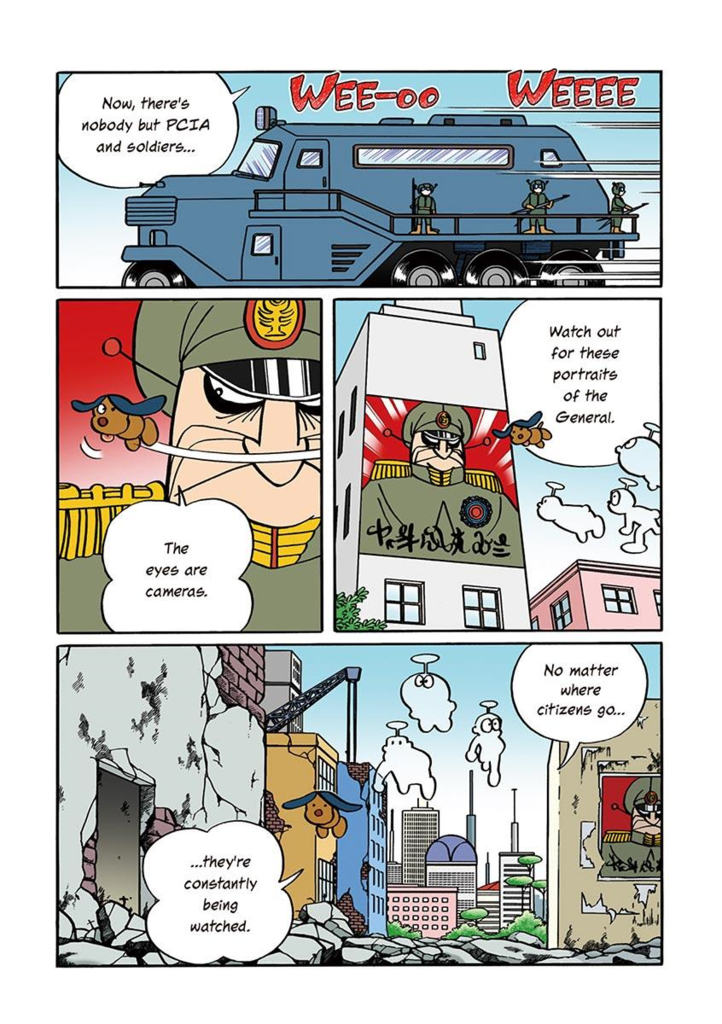 WEE-OO
WEEEE
Now, there's
nobody but PCIA
and soldiers...
Watch out
for these
portraits
of the
General.
The
eyes are
cameras.
No matter
where
citizens go...
...they're
constantly
being
watched.